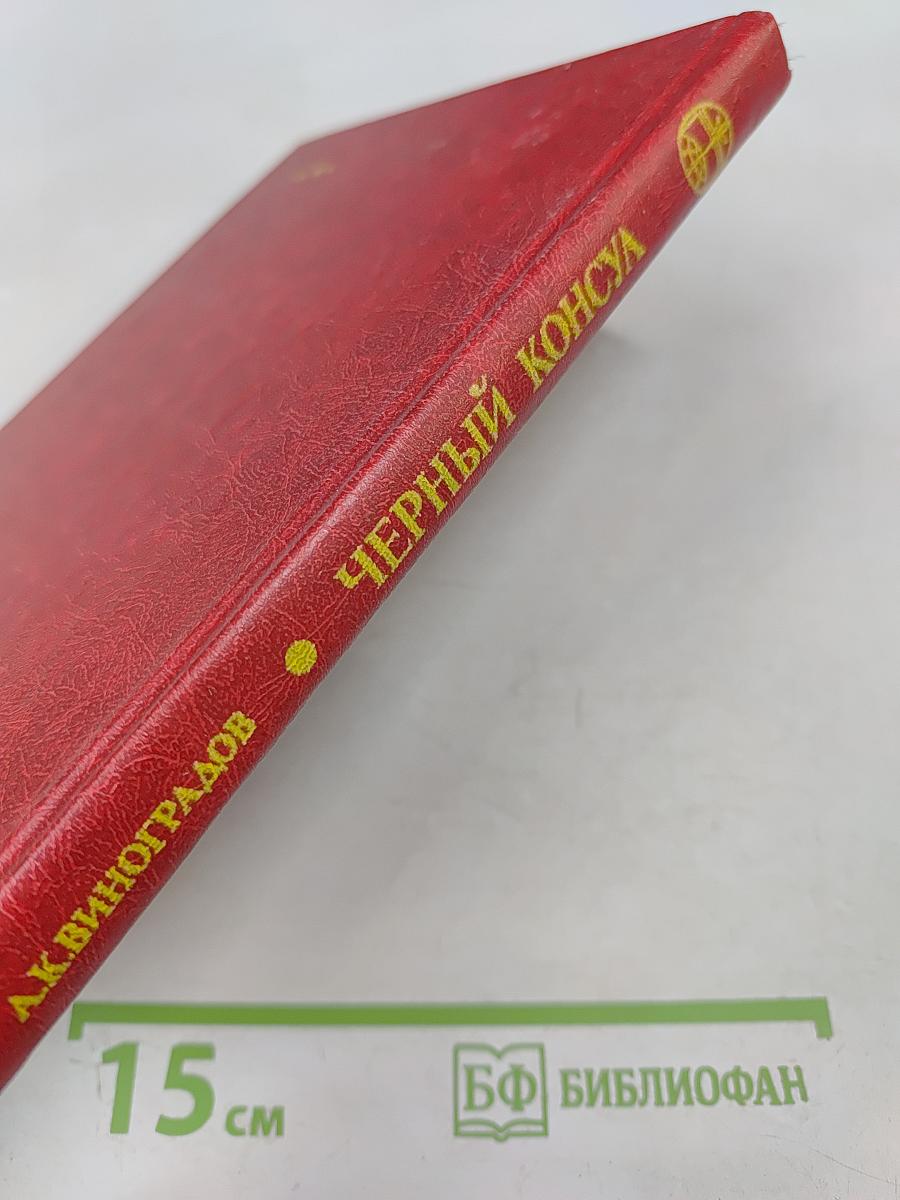 А.К.ВИНОГРАДОВ • ЧЕРНЫЙ КОНСУЛ
15 см
БФ БИБЛИОФАН